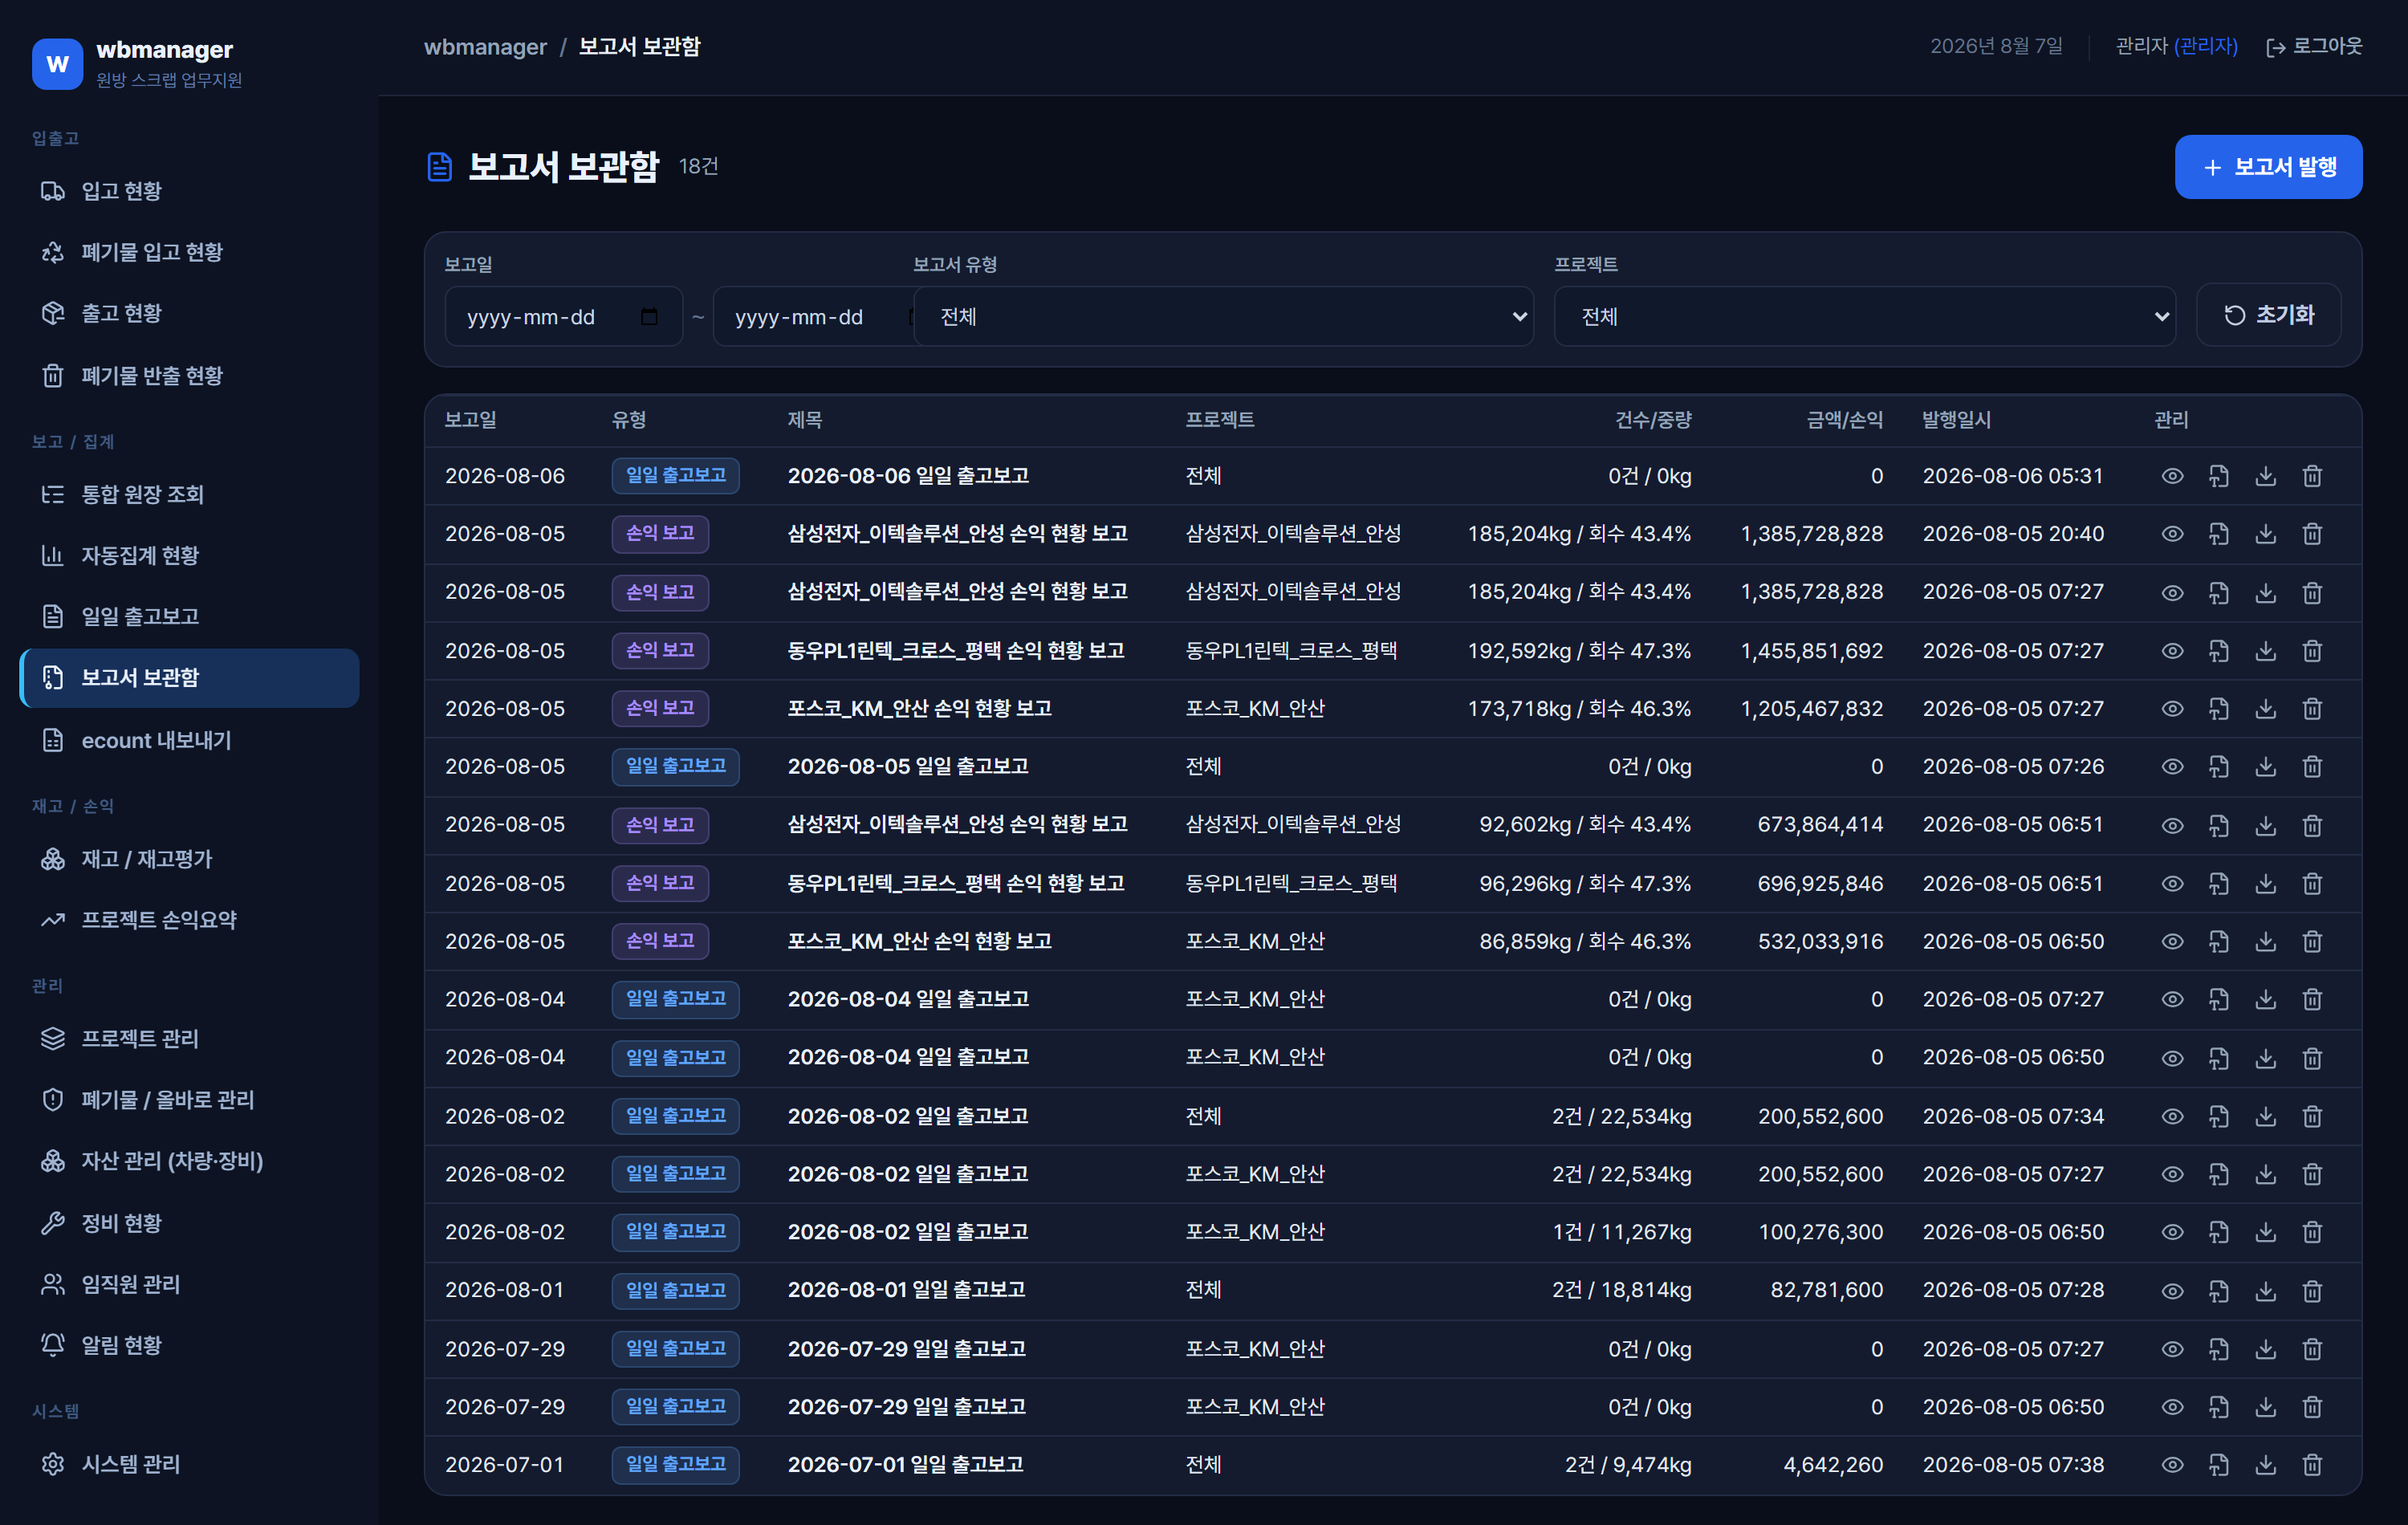 W
wbmanager
원방 스크랩 업무지원
입출고
입고 현황
폐기물 입고 현황
출고 현황
폐기물 반출 현황
보고 / 집계
통합 원장 조회
자동집계 현황
일일 출고보고
보고서 보관함
ecount 내보내기
재고 / 손익
재고 / 재고평가
프로젝트 손익요약
관리
프로젝트 관리
폐기물 / 올바로 관리
자산 관리 (차량·장비)
정비 현황
임직원 관리
알림 현황
시스템
시스템 관리
wbmanager / 보고서 보관함
2026년 8월 7일 관리자 (관리자) 로그아웃
보고서 보관함 18건
+ 보고서 발행
보고일 보고서 유형 프로젝트
yyyy-mm-dd ~ yyyy-mm-dd 전체 전체 초기화
보고일 유형 제목 프로젝트 건수/중량 금액/손익 발행일시 관리
2026-08-06 일일 출고보고 2026-08-06 일일 출고보고 전체 0건 / 0kg 0 2026-08-06 05:31
2026-08-05 손익 보고 삼성전자_이텍솔루션_안성 손익 현황 보고 삼성전자_이텍솔루션_안성 185,204kg / 회수 43.4% 1,385,728,828 2026-08-05 20:40
2026-08-05 손익 보고 삼성전자_이텍솔루션_안성 손익 현황 보고 삼성전자_이텍솔루션_안성 185,204kg / 회수 43.4% 1,385,728,828 2026-08-05 07:27
2026-08-05 손익 보고 동우PL1린텍_크로스_평택 손익 현황 보고 동우PL1린텍_크로스_평택 192,592kg / 회수 47.3% 1,455,851,692 2026-08-05 07:27
2026-08-05 손익 보고 포스코_KM_안산 손익 현황 보고 포스코_KM_안산 173,718kg / 회수 46.3% 1,205,467,832 2026-08-05 07:27
2026-08-05 일일 출고보고 2026-08-05 일일 출고보고 전체 0건 / 0kg 0 2026-08-05 07:26
2026-08-05 손익 보고 삼성전자_이텍솔루션_안성 손익 현황 보고 삼성전자_이텍솔루션_안성 92,602kg / 회수 43.4% 673,864,414 2026-08-05 06:51
2026-08-05 손익 보고 동우PL1린텍_크로스_평택 손익 현황 보고 동우PL1린텍_크로스_평택 96,296kg / 회수 47.3% 696,925,846 2026-08-05 06:51
2026-08-05 손익 보고 포스코_KM_안산 손익 현황 보고 포스코_KM_안산 86,859kg / 회수 46.3% 532,033,916 2026-08-05 06:50
2026-08-04 일일 출고보고 2026-08-04 일일 출고보고 포스코_KM_안산 0건 / 0kg 0 2026-08-05 07:27
2026-08-04 일일 출고보고 2026-08-04 일일 출고보고 포스코_KM_안산 0건 / 0kg 0 2026-08-05 06:50
2026-08-02 일일 출고보고 2026-08-02 일일 출고보고 전체 2건 / 22,534kg 200,552,600 2026-08-05 07:34
2026-08-02 일일 출고보고 2026-08-02 일일 출고보고 포스코_KM_안산 2건 / 22,534kg 200,552,600 2026-08-05 07:27
2026-08-02 일일 출고보고 2026-08-02 일일 출고보고 포스코_KM_안산 1건 / 11,267kg 100,276,300 2026-08-05 06:50
2026-08-01 일일 출고보고 2026-08-01 일일 출고보고 전체 2건 / 18,814kg 82,781,600 2026-08-05 07:28
2026-07-29 일일 출고보고 2026-07-29 일일 출고보고 포스코_KM_안산 0건 / 0kg 0 2026-08-05 07:27
2026-07-29 일일 출고보고 2026-07-29 일일 출고보고 포스코_KM_안산 0건 / 0kg 0 2026-08-05 06:50
2026-07-01 일일 출고보고 2026-07-01 일일 출고보고 전체 2건 / 9,474kg 4,642,260 2026-08-05 07:38